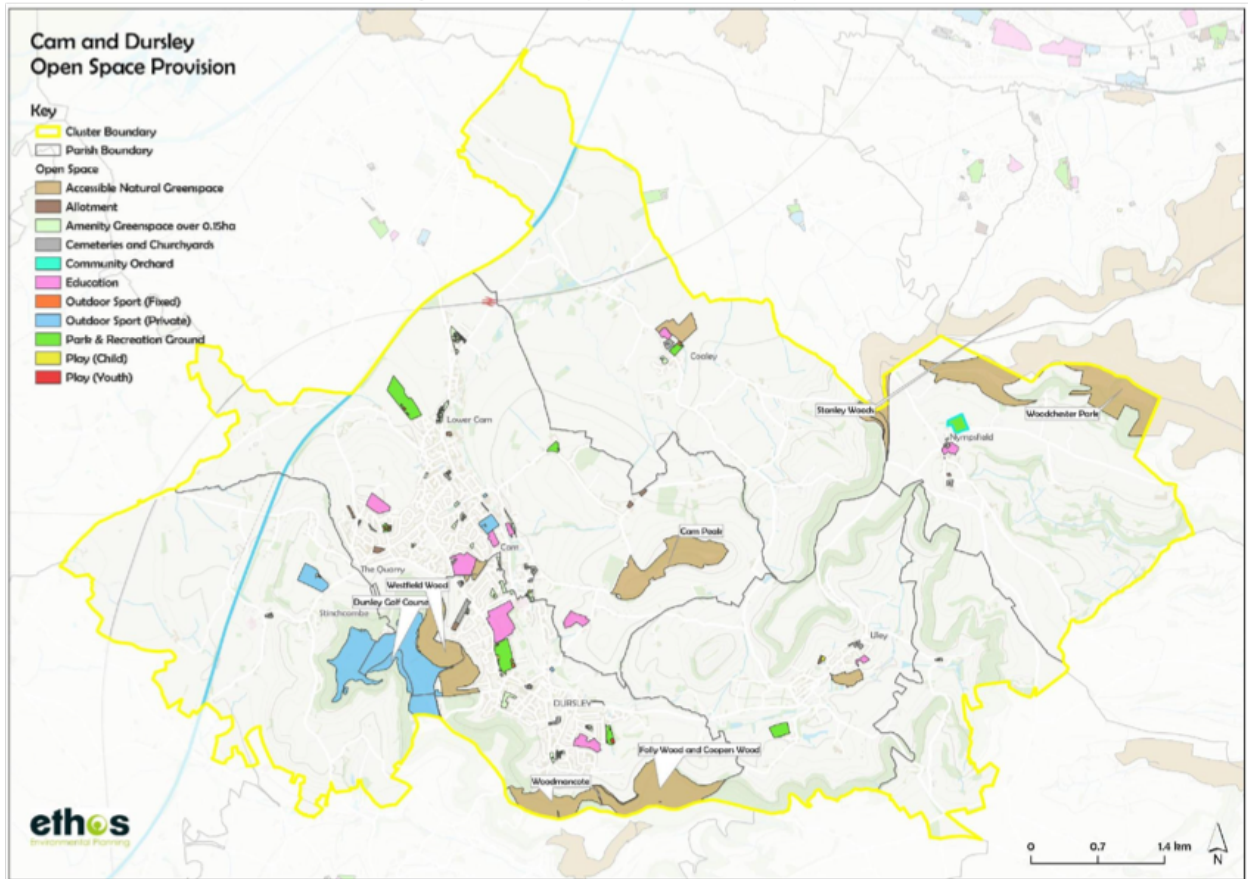 Cam and Dursley
Open Space Provision
Key
Cluster Boundary
Parish Boundary
Open Space
Accessible Natural Greenspace
Allotment
Amenity Greenspace over 0.15ha
Cemeteries and Churchyards
Community Orchard
Education
Outdoor Sport (Fixed)
Outdoor Sport (Private)
Park & Recreation Ground
Play (Child)
Play (Youth)
Coaley
Stanley Woods
Woodchester Park
Lower Cam
Nympsfield
Cam Peak
Cam
The Quarry
Westfield Wood
Dursley Golf Course
Stinchcombe
Uley
DURSLEY
Folly Wood and Coopers Wood
Woodmancote
ethos
Environmental Planning
0 0.7 1.4 km
N